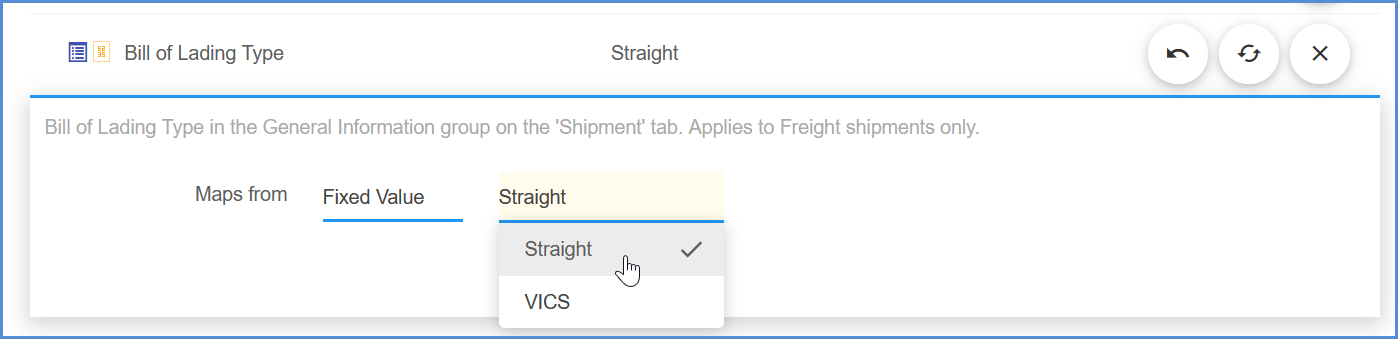 Bill of Lading Type Straight
Bill of Lading Type in the General Information group on the 'Shipment' tab. Applies to Freight shipments only.
Maps from Fixed Value Straight
Straight
VICS